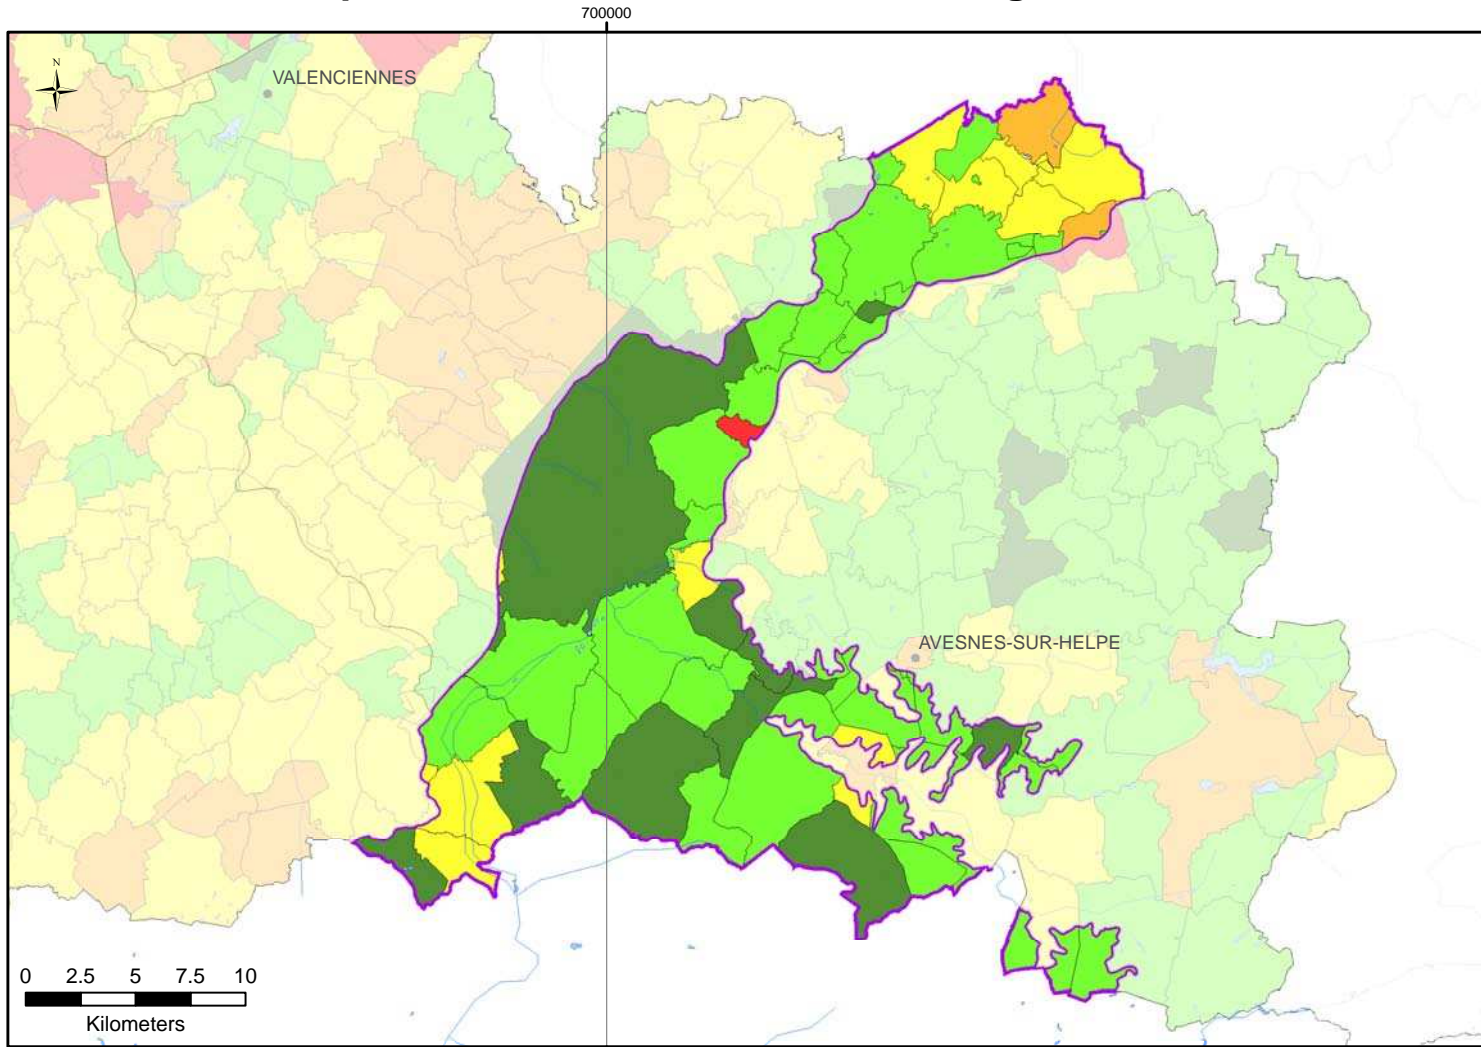 700000
N
VALENCIENNES
AVESNES-SUR-HELPE
0 2.5 5 7.5 10
Kilometers